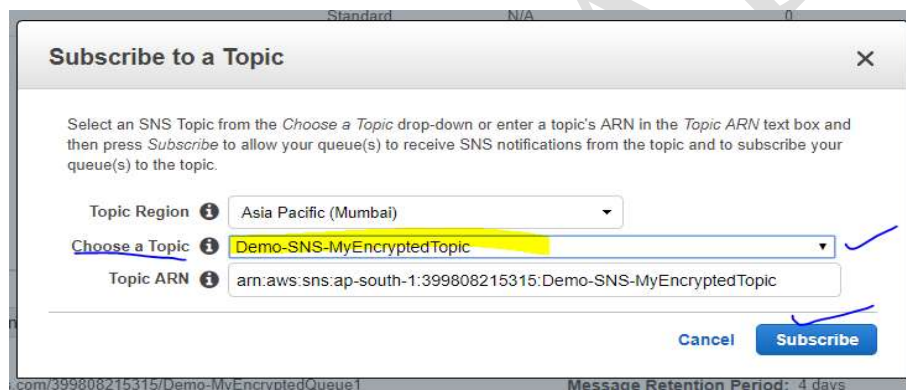 Standard N/A 0
Subscribe to a Topic
Select an SNS Topic from the Choose a Topic drop-down or enter a topic's ARN in the Topic ARN text box and
then press Subscribe to allow your queue(s) to receive SNS notifications from the topic and to subscribe your
queue(s) to the topic.
Topic Region Asia Pacific (Mumbai)
Choose a Topic Demo-SNS-MyEncryptedTopic
Topic ARN arn:aws:sns:ap-south-1:399808215315:Demo-SNS-MyEncryptedTopic
Cancel Subscribe
s.com/399808215315/Demo-MyEncryptedQueue1 Message Retention Period: 4 days